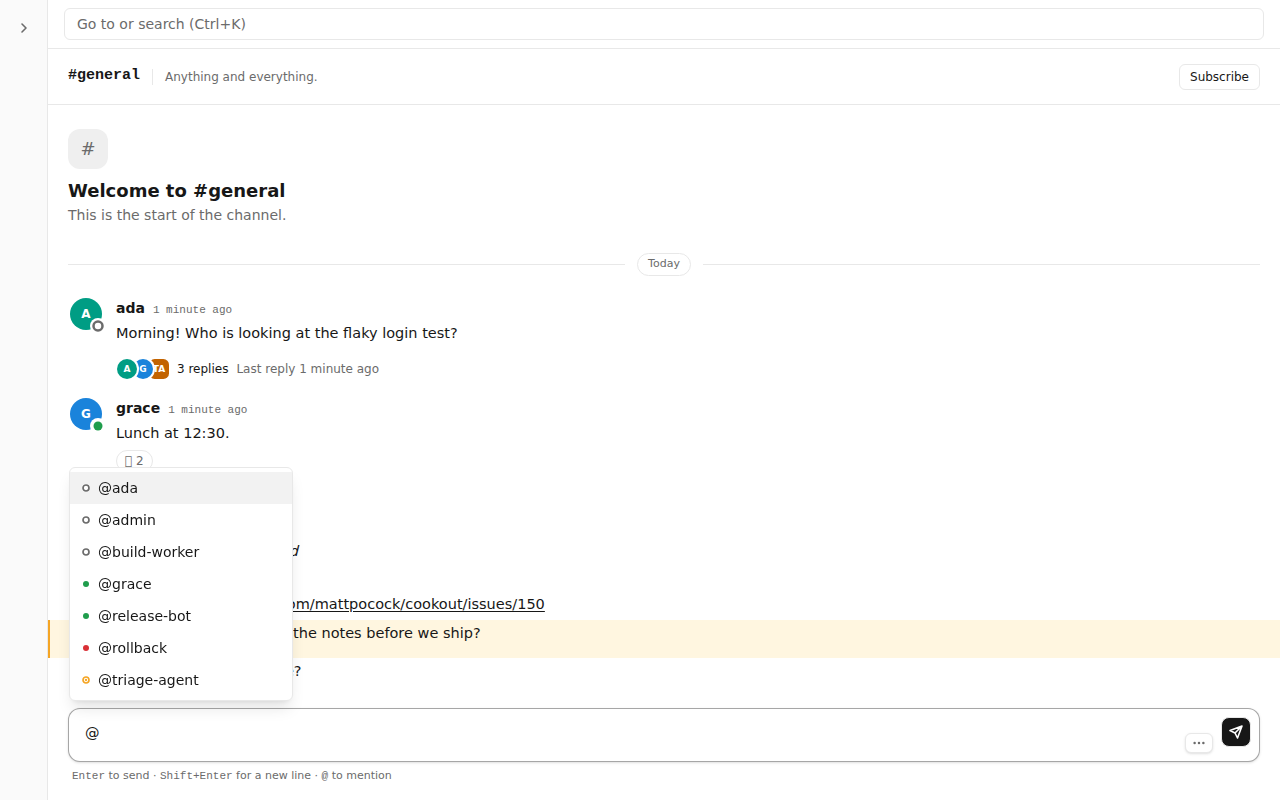 Go to or search (Ctrl+K)
#general
Anything and everything.
Subscribe
#
Welcome to #general
This is the start of the channel.
Today
A
ada 1 minute ago
Morning! Who is looking at the flaky login test?
A G TA 3 replies Last reply 1 minute ago
G
grace 1 minute ago
Lunch at 12:30.
2
@ada
@admin
@build-worker
@grace
@release-bot
@rollback
@triage-agent
d
om/mattpocock/cookout/issues/150
the notes before we ship?
?
@
Enter to send · Shift+Enter for a new line · @ to mention